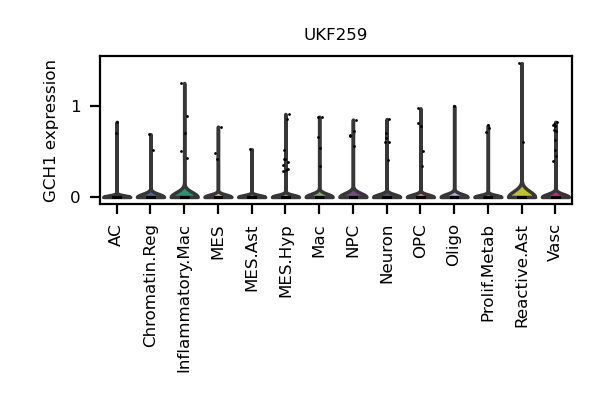 UKF259
GCH1 expression
1
0
AC
Chromatin.Reg
Inflammatory.Mac
MES
MES.Ast
MES.Hyp
Mac
NPC
Neuron
OPC
Oligo
Prolif.Metab
Reactive.Ast
Vasc